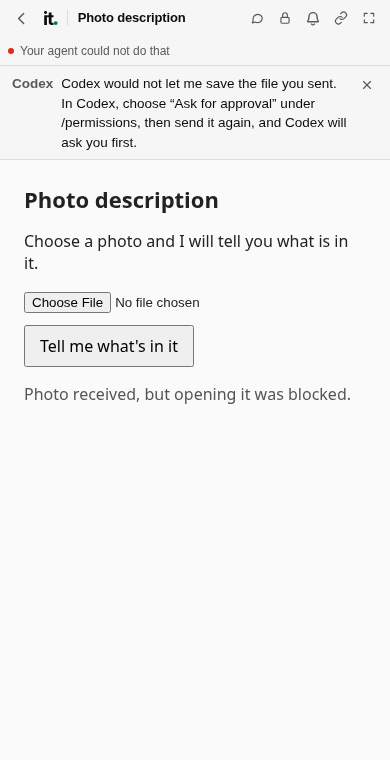 it. Photo description
Your agent could not do that
Codex Codex would not let me save the file you sent.
In Codex, choose “Ask for approval” under
/permissions, then send it again, and Codex will
ask you first.
Photo description
Choose a photo and I will tell you what is in
it.
Choose File No file chosen
Tell me what's in it
Photo received, but opening it was blocked.